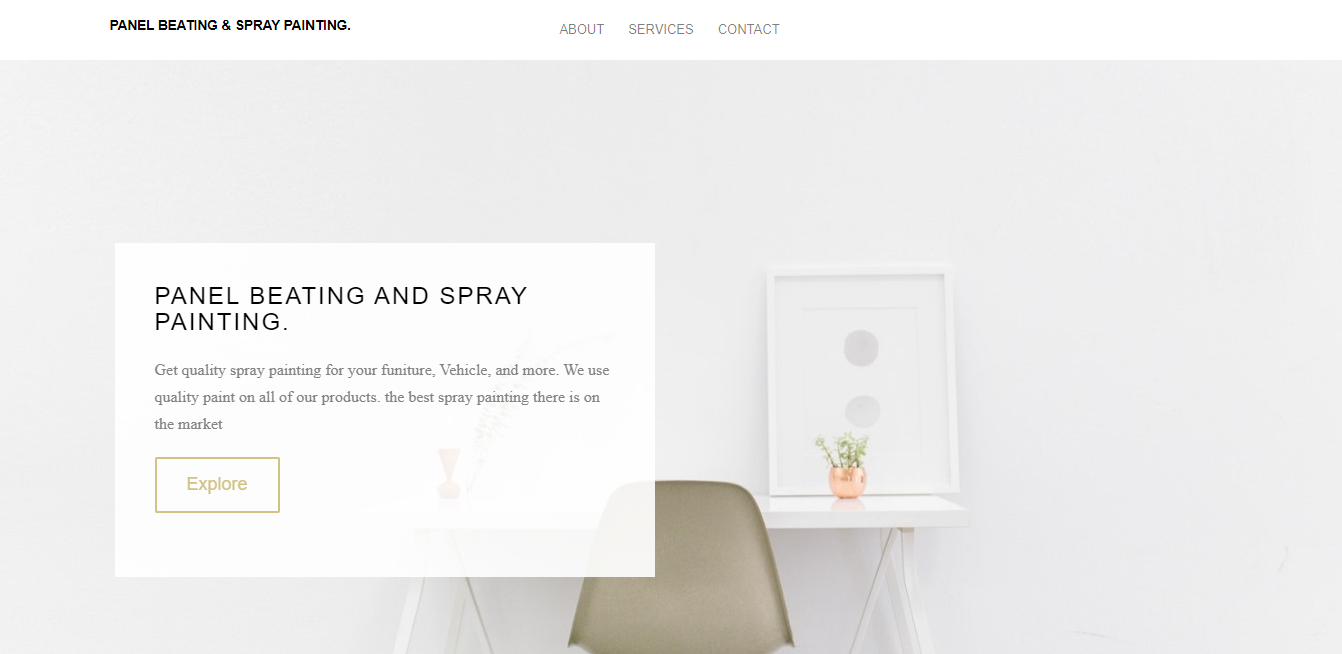 PANEL BEATING & SPRAY PAINTING.
ABOUT SERVICES CONTACT
PANEL BEATING AND SPRAY
PAINTING.
Get quality spray painting for your funiture, Vehicle, and more. We use
quality paint on all of our products. the best spray painting there is on
the market
Explore